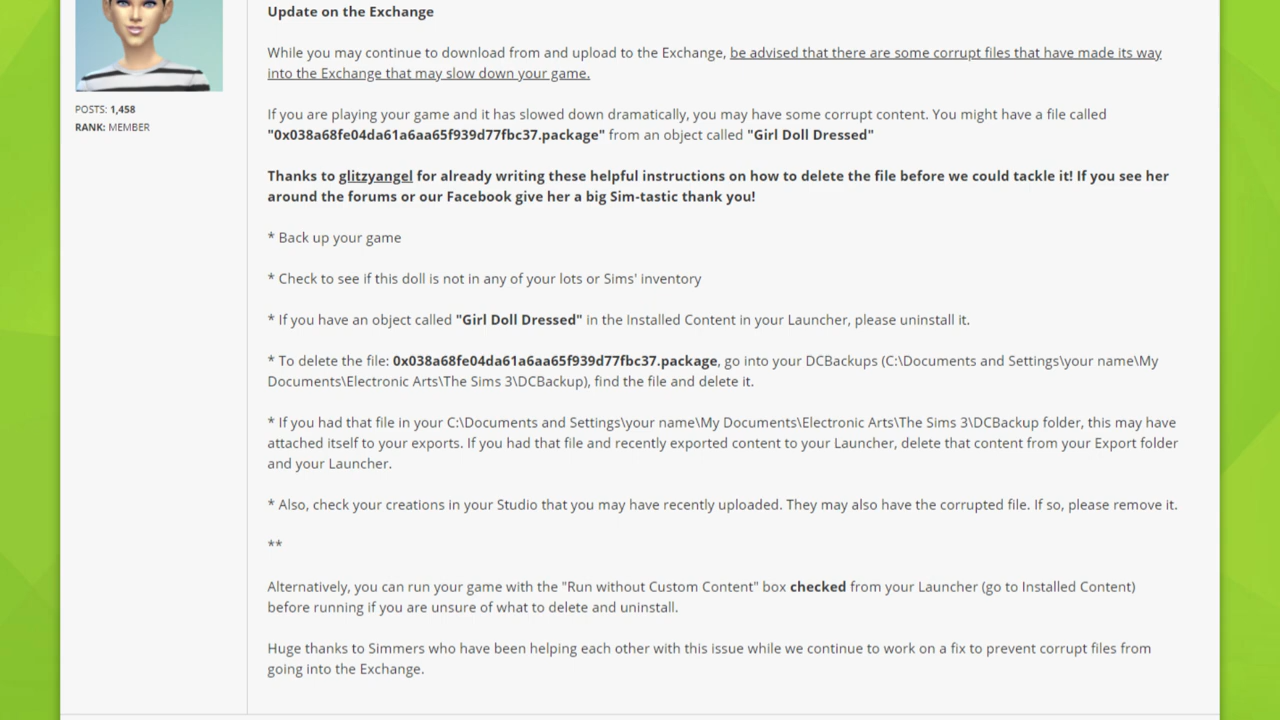 Update on the Exchange
While you may continue to download from and upload to the Exchange, be advised that there are some corrupt files that have made its way
into the Exchange that may slow down your game.
POSTS: 1,458
RANK: MEMBER
If you are playing your game and it has slowed down dramatically, you may have some corrupt content. You might have a file called
"0x038a68fe04da61a6aa65f939d77fbc37.package" from an object called "Girl Doll Dressed"
Thanks to glitzyangel for already writing these helpful instructions on how to delete the file before we could tackle it! If you see her
around the forums or our Facebook give her a big Sim-tastic thank you!
* Back up your game
* Check to see if this doll is not in any of your lots or Sims' inventory
* If you have an object called "Girl Doll Dressed" in the Installed Content in your Launcher, please uninstall it.
* To delete the file: 0x038a68fe04da61a6aa65f939d77fbc37.package, go into your DCBackups (C:\Documents and Settings\your name\My
Documents\Electronic Arts\The Sims 3\DCBackup), find the file and delete it.
* If you had that file in your C:\Documents and Settings\your name\My Documents\Electronic Arts\The Sims 3\DCBackup folder, this may have
attached itself to your exports. If you had that file and recently exported content to your Launcher, delete that content from your Export folder
and your Launcher.
* Also, check your creations in your Studio that you may have recently uploaded. They may also have the corrupted file. If so, please remove it.
**
Alternatively, you can run your game with the "Run without Custom Content" box checked from your Launcher (go to Installed Content)
before running if you are unsure of what to delete and uninstall.
Huge thanks to Simmers who have been helping each other with this issue while we continue to work on a fix to prevent corrupt files from
going into the Exchange.